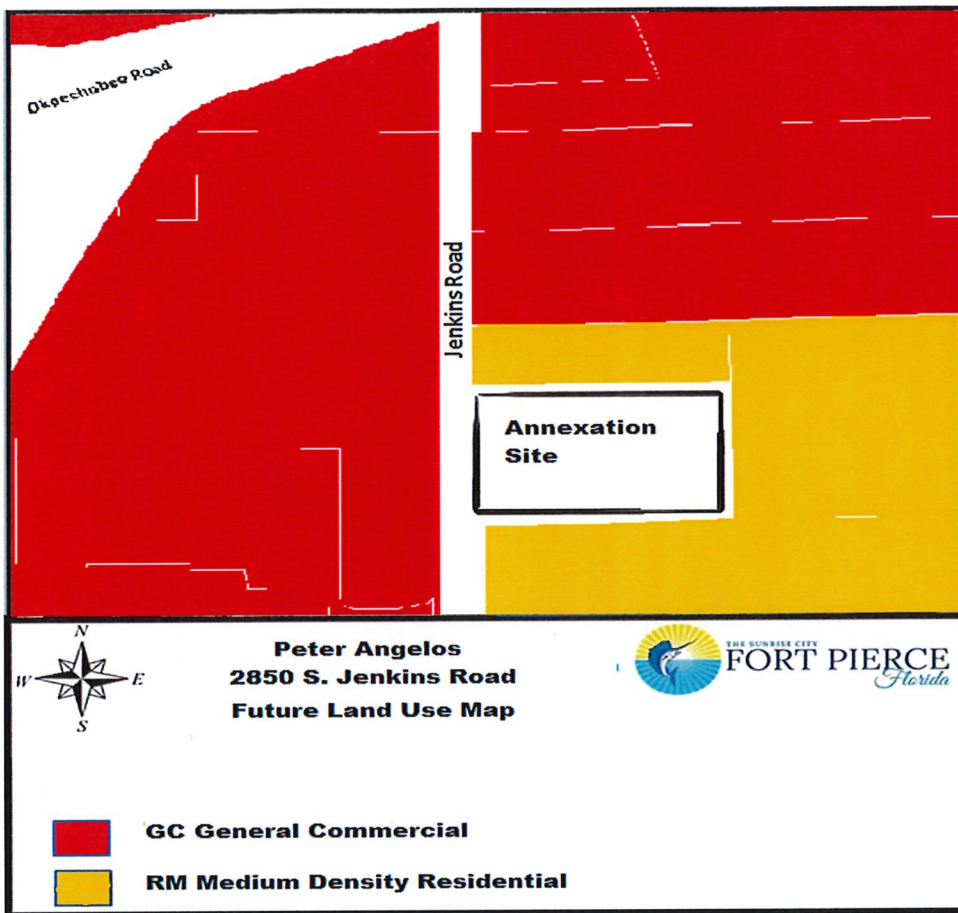 Okeechobee Road
Jenkins Road
Annexation
Site
N
W E
S
Peter Angelos
2850 S. Jenkins Road
Future Land Use Map
THE SUNRISE CITY
FORT PIERCE
Florida
GC General Commercial
RM Medium Density Residential